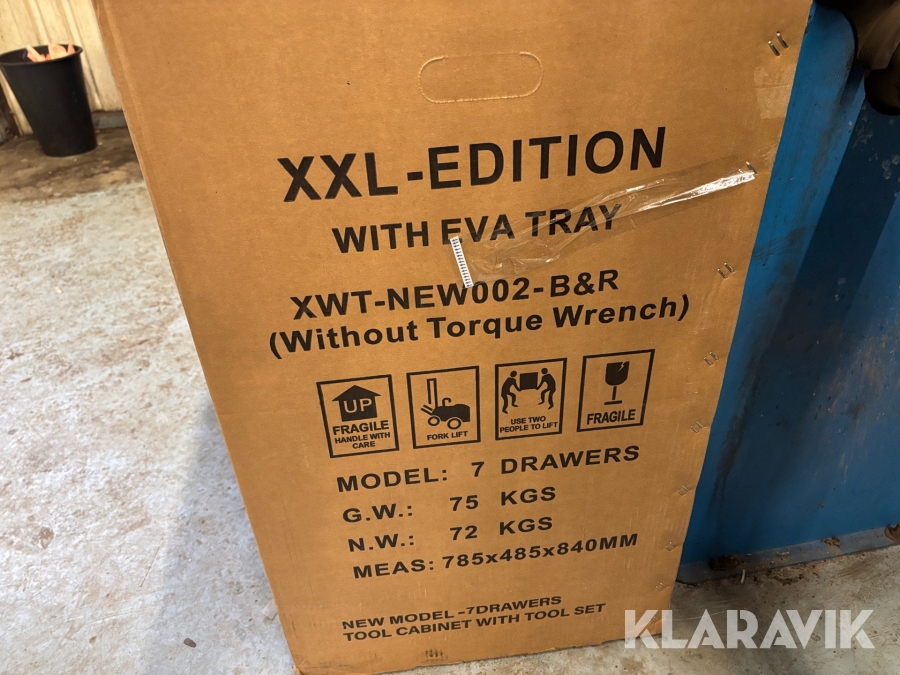 XXL-EDITION
WITH EVA TRAY
XWT-NEW002-B&R
(Without Torque Wrench)
UP
FRAGILE
HANDLE WITH
CARE
FORK LIFT
USE TWO
PEOPLE TO LIFT
FRAGILE
MODEL: 7 DRAWERS
G.W.: 75 KGS
N.W.: 72 KGS
MEAS: 785x485x840MM
NEW MODEL-7DRAWERS
TOOL CABINET WITH TOOL SET
KLARAVIK